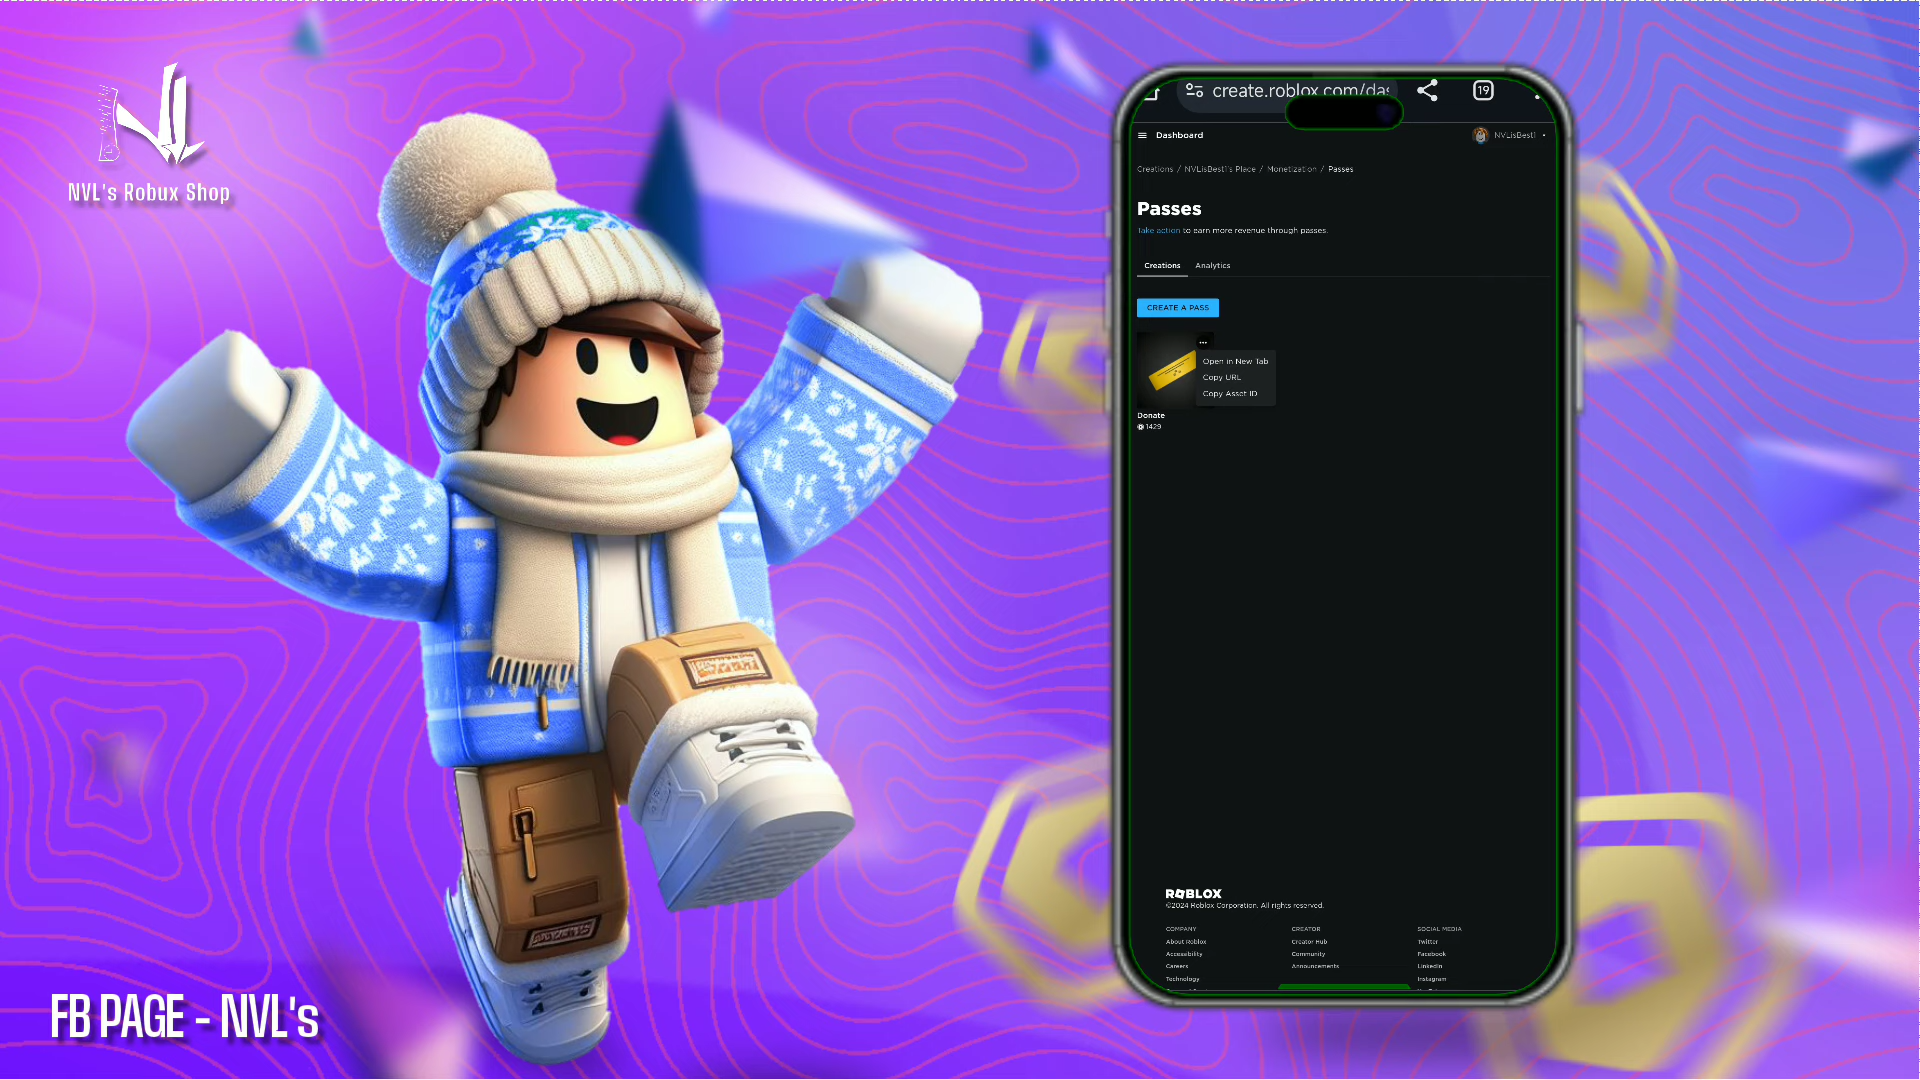 NVL's Robux Shop
FB PAGE - NVL's
create.roblox.com/das
19
Dashboard
NVLisBest1
Creations / NVLisBest1's Place / Monetization / Passes
Passes
Take action to earn more revenue through passes.
Creations Analytics
CREATE A PASS
Open in New Tab
Copy URL
Copy Asset ID
Donate
1429
ROBLOX
©2024 Roblox Corporation. All rights reserved.
COMPANY CREATOR SOCIAL MEDIA
About Roblox Creator Hub Twitter
Accessibility Community Facebook
Careers Announcements LinkedIn
Technology Instagram